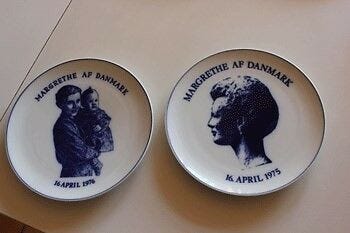 MARGRETHE AF DANMARK
16 APRIL 1976
MARGRETHE AF DANMARK
16. APRIL 1975